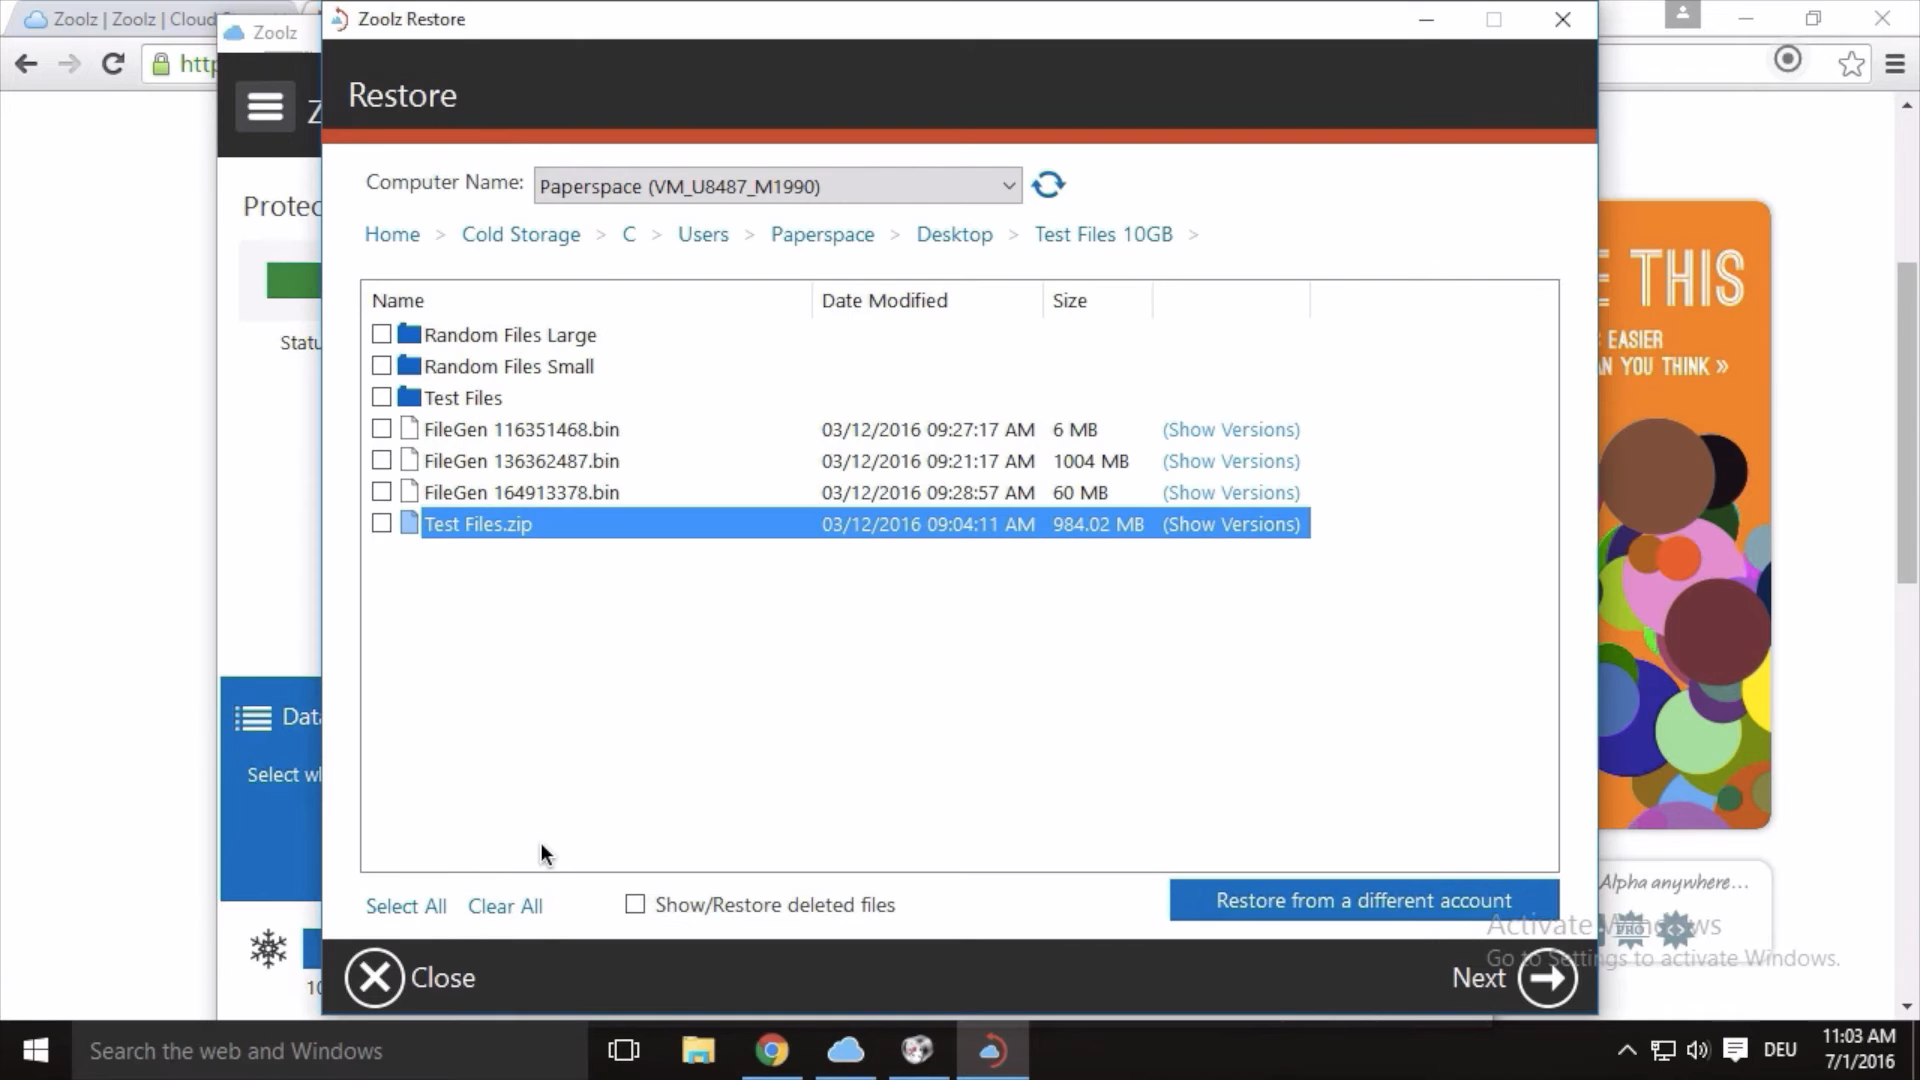 Zoolz | Zoolz | Cloud
Zoolz
Zoolz Restore
Restore
Computer Name: Paperspace (VM_U8487_M1990)
Home > Cold Storage > C > Users > Paperspace > Desktop > Test Files 10GB >
Protec
Statu
Name Date Modified Size
Random Files Large
Random Files Small
Test Files
FileGen 116351468.bin 03/12/2016 09:27:17 AM 6 MB (Show Versions)
FileGen 136362487.bin 03/12/2016 09:21:17 AM 1004 MB (Show Versions)
FileGen 164913378.bin 03/12/2016 09:28:57 AM 60 MB (Show Versions)
Test Files.zip 03/12/2016 09:04:11 AM 984.02 MB (Show Versions)
THIS
EASIER
YOU THINK »
Data
Select
Select All Clear All Show/Restore deleted files Restore from a different account
Alpha anywhere...
PRO
Activate Windows
Go to Settings to activate Windows.
Close Next
Search the web and Windows
DEU
11:03 AM
7/1/2016